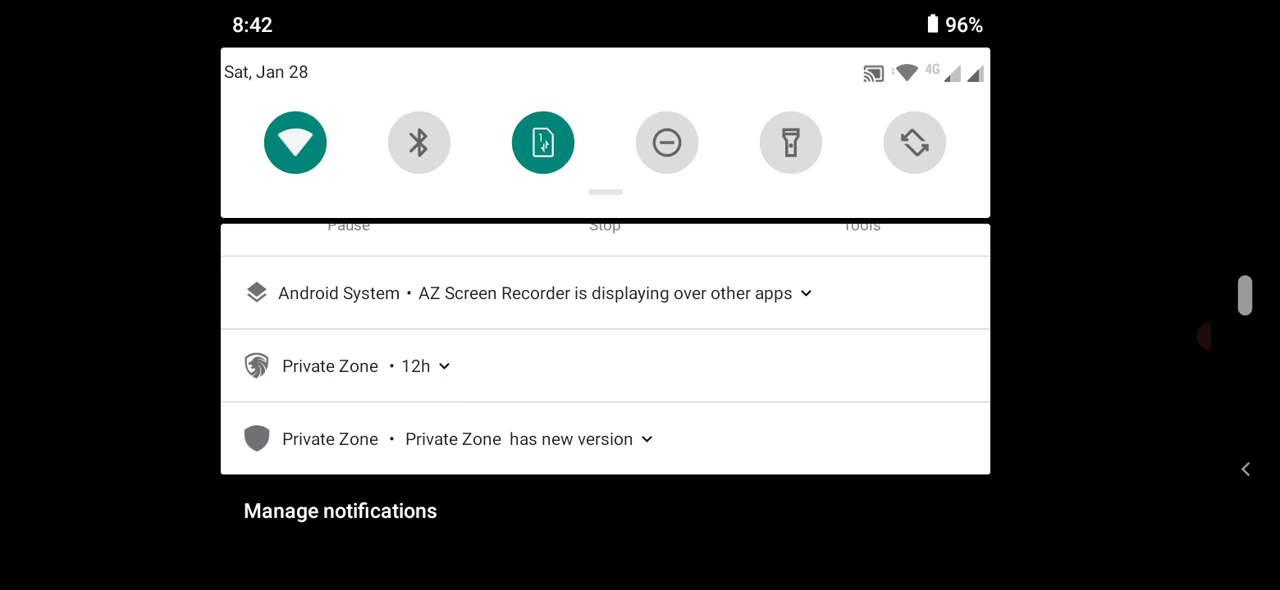 8:42 96%
Sat, Jan 28 4G
Pause Stop Tools
Android System • AZ Screen Recorder is displaying over other apps
Private Zone • 12h
Private Zone • Private Zone has new version
Manage notifications